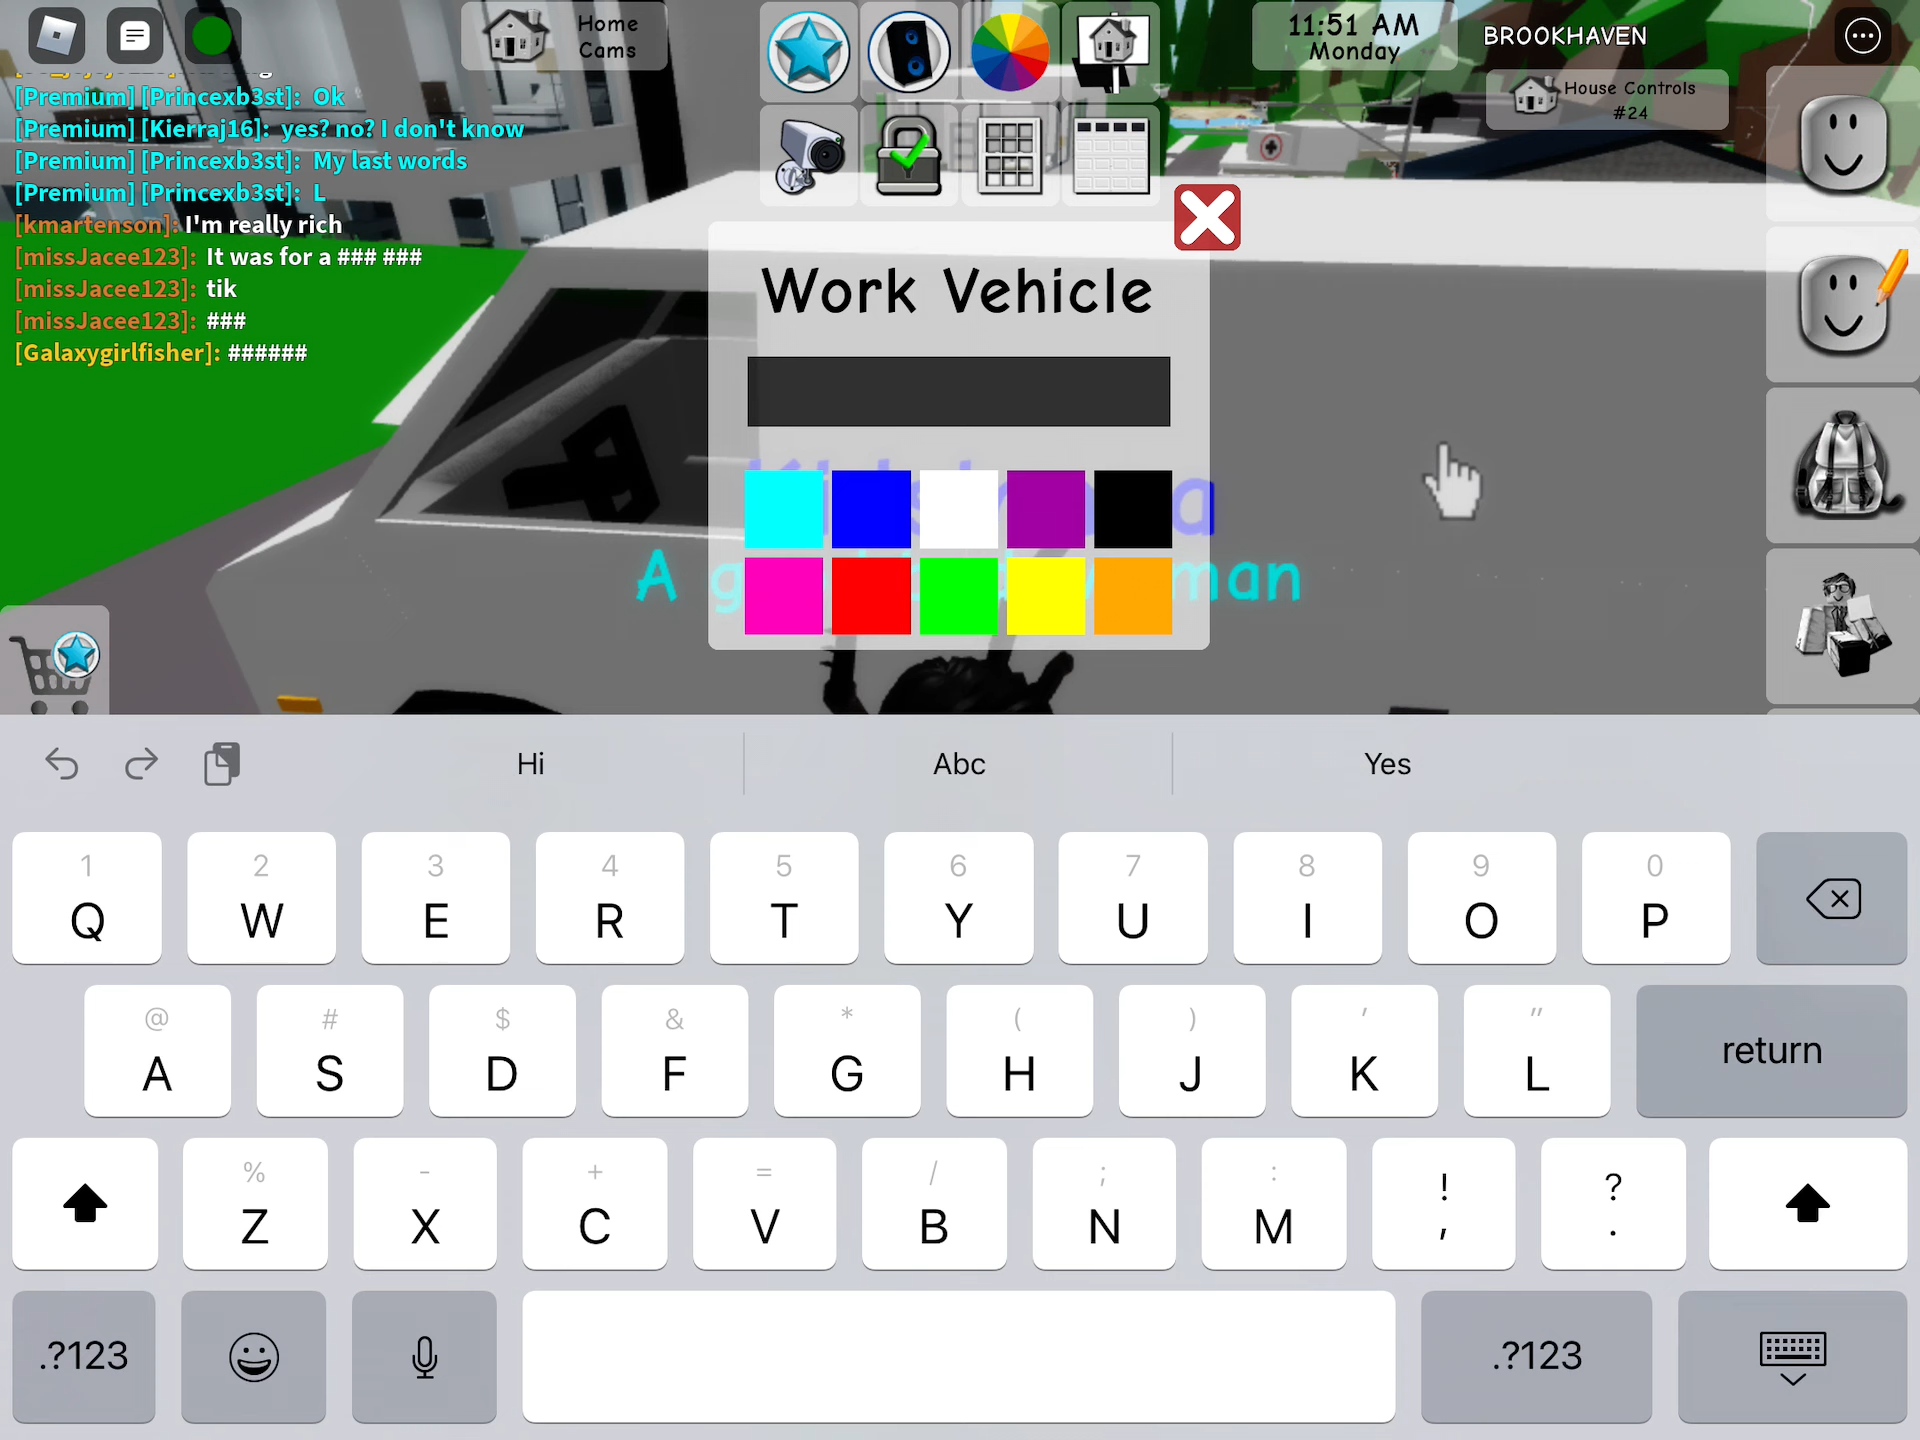 Home
Cams
11:51 AM
Monday
BROOKHAVEN
House Controls
#24
[Premium] [Princexb3st]: Ok
[Premium] [Kierraj16]: yes? no? I don't know
[Premium] [Princexb3st]: My last words
[Premium] [Princexb3st]: L
[kmartenson]: I'm really rich
[missJacee123]: It was for a ### ###
[missJacee123]: tik
[missJacee123]: ###
[Galaxygirlfisher]: ######
Work Vehicle
a
A g man
Hi Abc Yes
1 2 3 4 5 6 7 8 9 0
Q W E R T Y U I O P
@ # $ & * ( ) ' "
A S D F G H J K L return
% - + = / ; : ! ?
Z X C V B N M , .
.?123 .?123